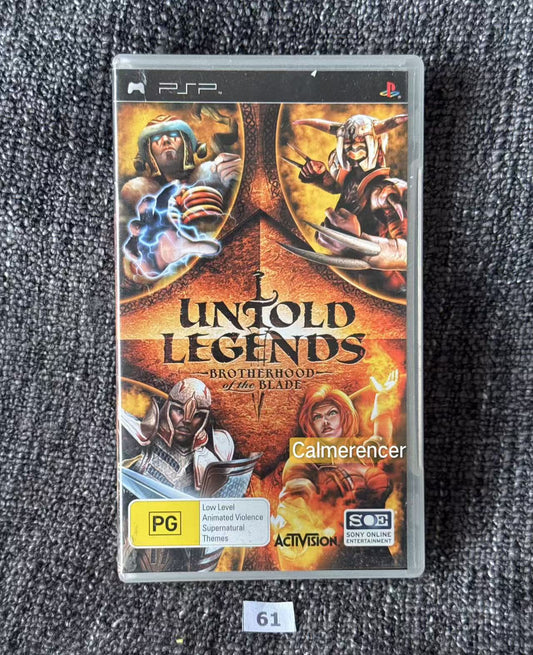 PSP
UNTOLD
LEGENDS
BROTHERHOOD
of the BLADE
Calmerencer
PG
Low Level
Animated Violence
Supernatural
Themes
ACTIVISION
SOE
SONY ONLINE
ENTERTAINMENT
61